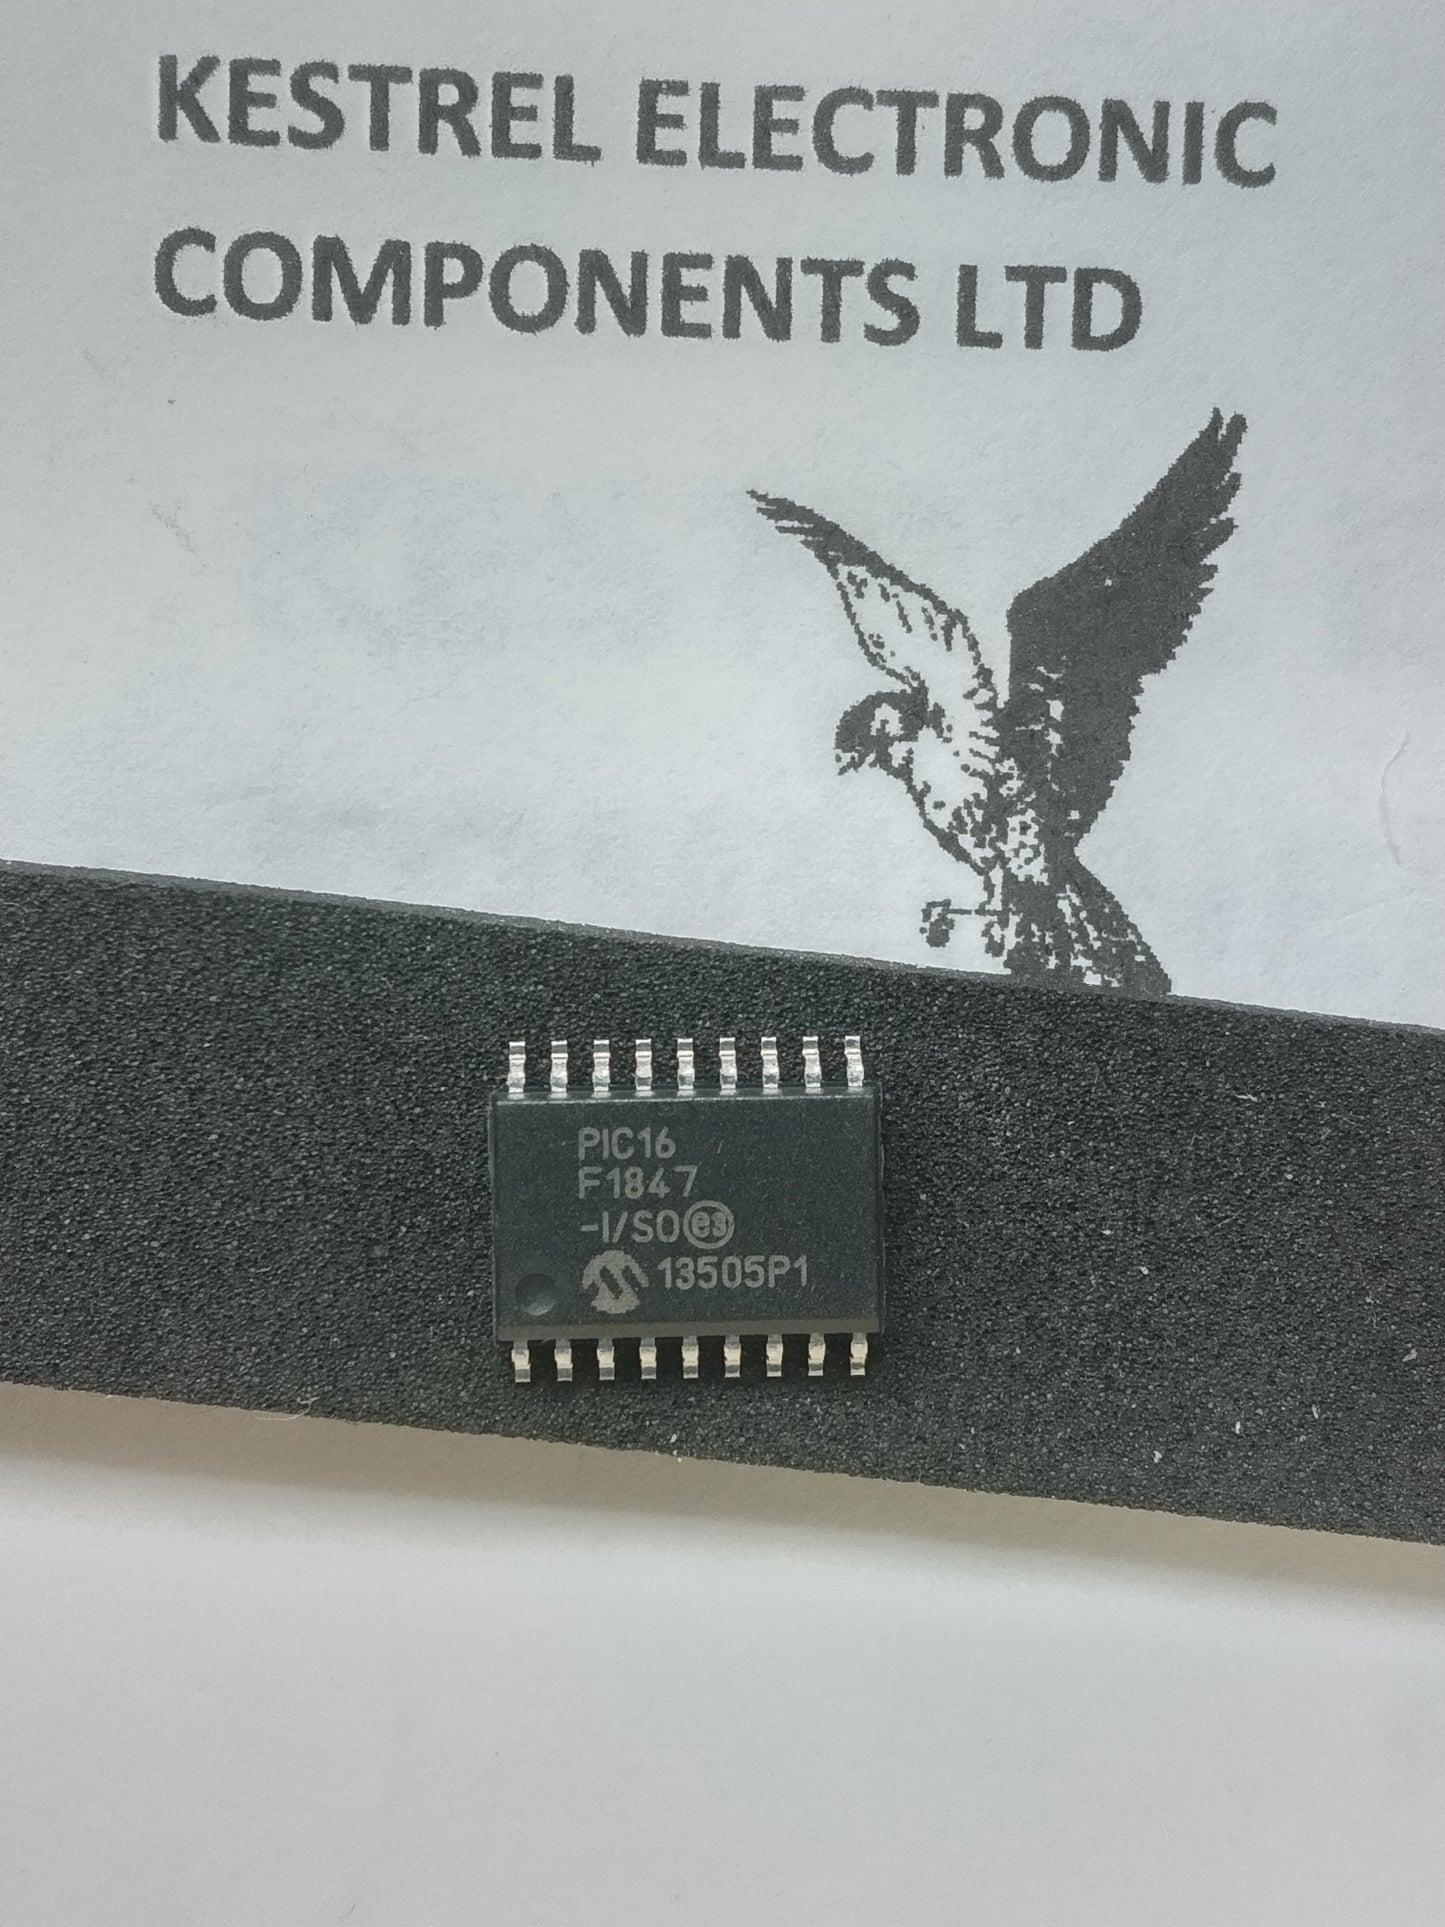 KESTREL ELECTRONIC
COMPONENTS LTD
PIC16
F1847
-I/SO e3
13505P1